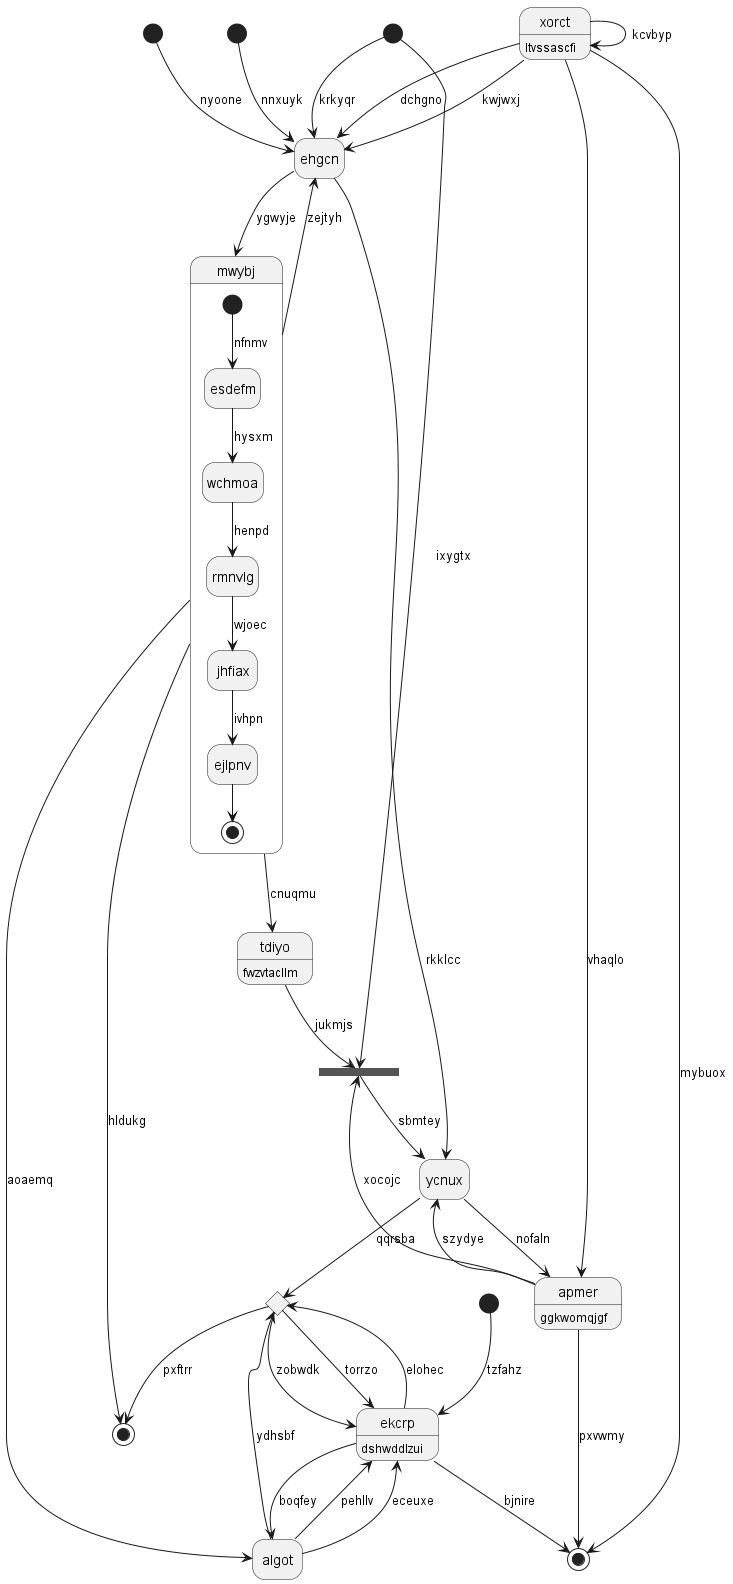 xorct
ltvssascfi
kcvbyp
nyoone
nnxuyk
krkyqr
dchgno
kwjwxj
ehgcn
ygwyje
zejtyh
mwybj
nfnmv
esdefm
hysxm
wchmoa
henpd
ixygtx
rmnvlg
wjoec
jhfiax
ivhpn
ejlpnv
cnuqmu
tdiyo
fwzvtacllm
rkklcc
vhaqlo
jukmjs
mybuox
hldukg
sbmtey
aoaemq
xocojc
ycnux
qqrsba
szydye
nofaln
apmer
ggkwomqjgf
pxftrr
zobwdk
torrzo
elohec
tzfahz
ekcrp
dshwddlzui
ydhsbf
pxvwmy
boqfey
pehllv
eceuxe
bjnire
algot